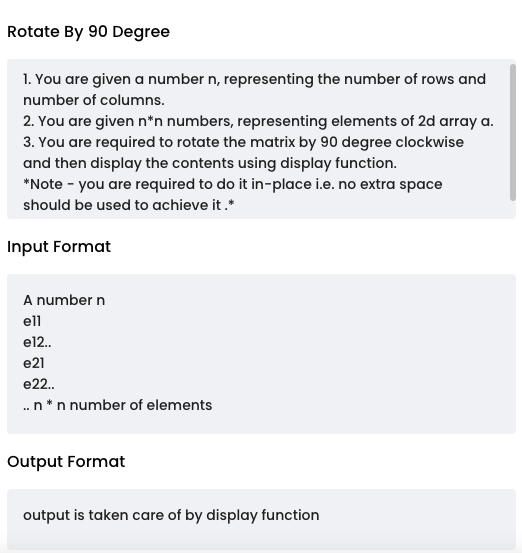 Rotate By 90 Degree
1. You are given a number n, representing the number of rows and
number of columns.
2. You are given n*n numbers, representing elements of 2d array a.
3. You are required to rotate the matrix by 90 degree clockwise
and then display the contents using display function.
*Note - you are required to do it in-place i.e. no extra space
should be used to achieve it .*
Input Format
A number n
e11
e12..
e21
e22..
.. n * n number of elements
Output Format
output is taken care of by display function